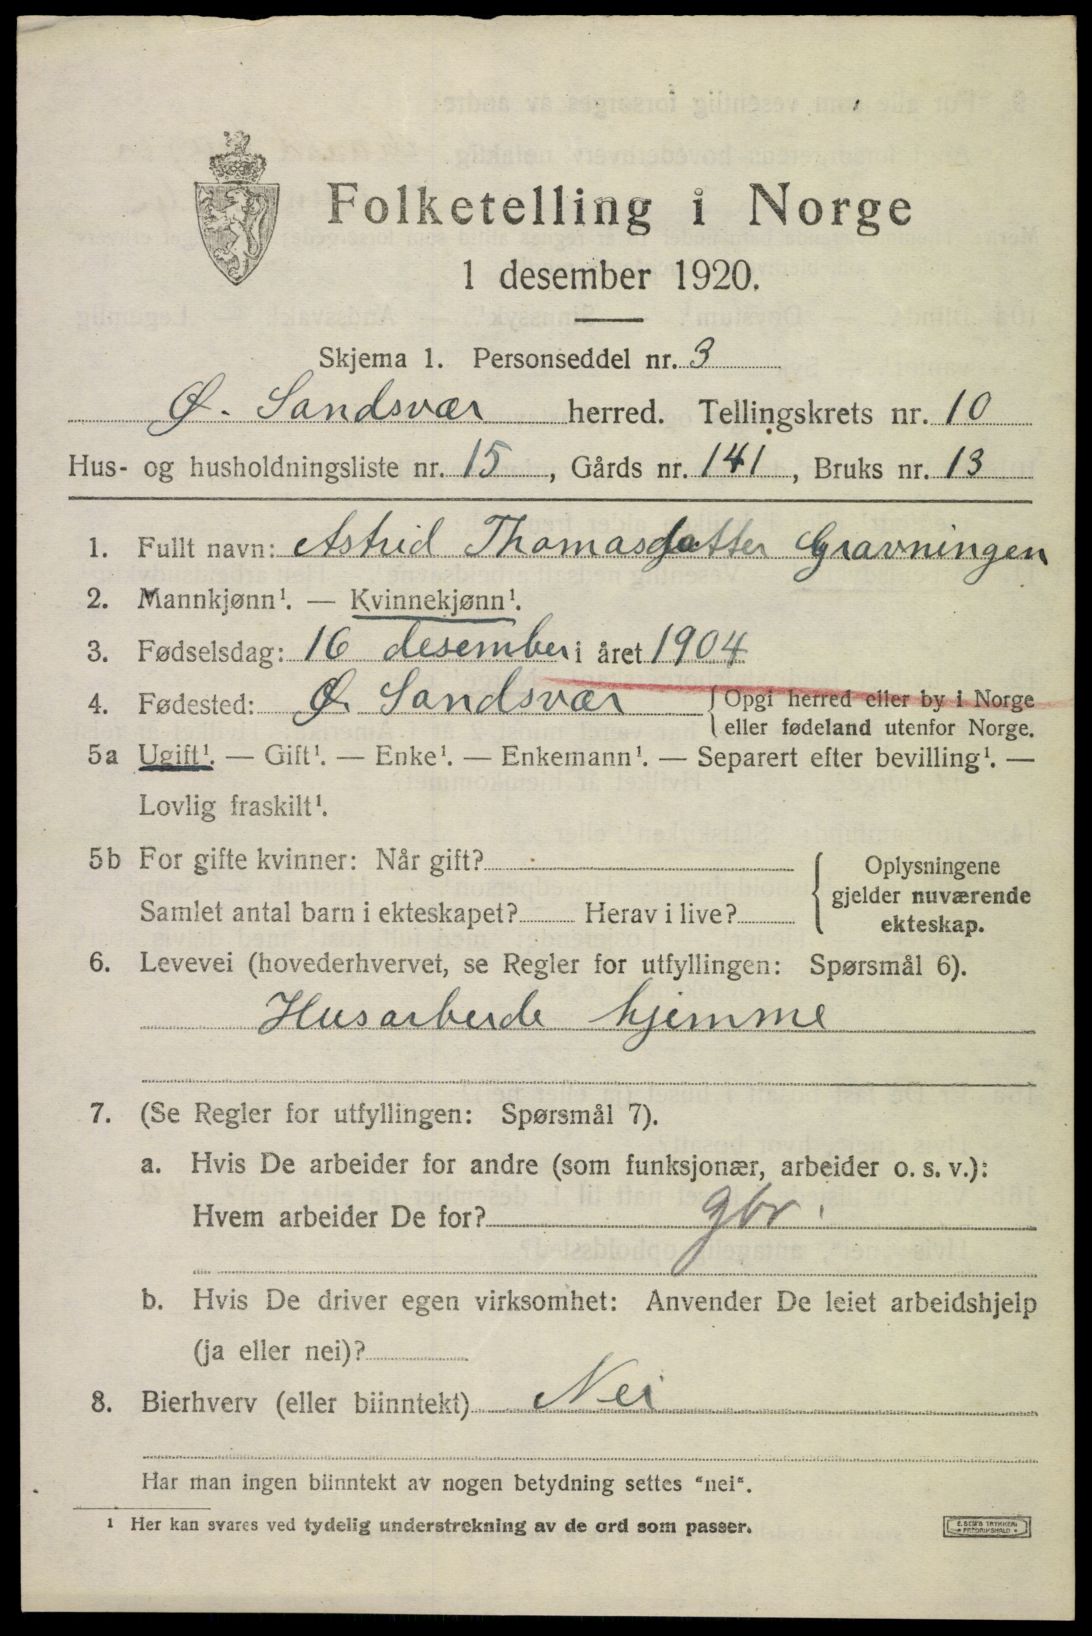 Folketelling i Norge
1 desember 1920.
Skjema 1. Personseddel nr. 3
Ø. Sandsvær herred. Tellingskrets nr. 10
Hus- og husholdningsliste nr. 15, Gårds nr. 141, Bruks nr. 13
1. Fullt navn: Astrid Thomasdatter Gravningen
2. Mannkjønn¹. — Kvinnekjønn¹.
3. Fødselsdag: 16 desember i året 1904
4. Fødested: Ø. Sandsvær { Opgi herred eller by i Norge
eller fødeland utenfor Norge.
5a Ugift¹. — Gift¹. — Enke¹. — Enkemann¹. — Separert efter bevilling¹. —
Lovlig fraskilt¹.
5b For gifte kvinner: Når gift?
Samlet antal barn i ekteskapet? Herav i live?
{ Oplysningene
gjelder nuværende
ekteskap.
6. Levevei (hovederhvervet, se Regler for utfyllingen: Spørsmål 6).
Husarbeide hjemme
7. (Se Regler for utfyllingen: Spørsmål 7).
a. Hvis De arbeider for andre (som funksjonær, arbeider o. s. v.):
Hvem arbeider De for? gbr.
b. Hvis De driver egen virksomhet: Anvender De leiet arbeidshjelp
(ja eller nei)?
8. Bierhverv (eller biinntekt) Nei
Har man ingen biinntekt av nogen betydning settes "nei".
¹ Her kan svares ved tydelig understrekning av de ord som passer.
E. SEMS TRYKKERI
FREDRIKSHALD